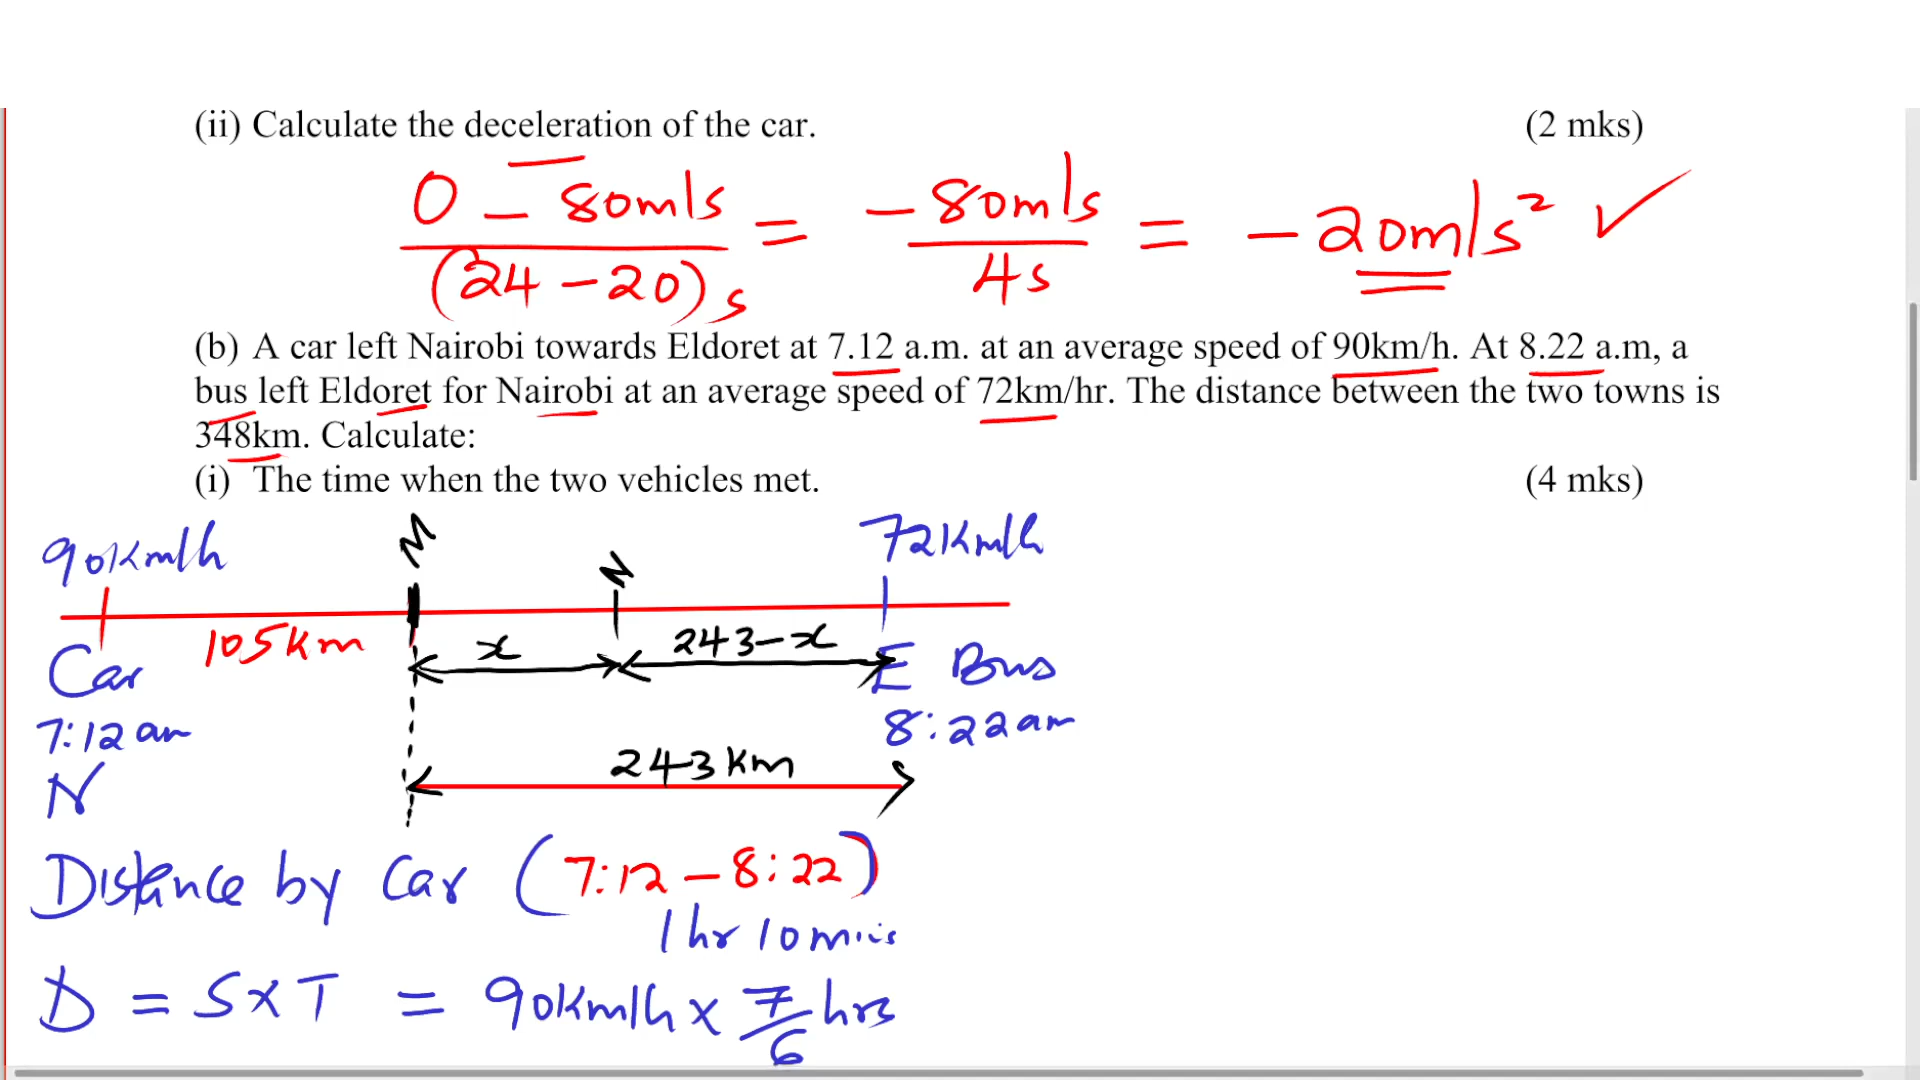 (ii) Calculate the deceleration of the car. (2 mks)
0 - 80m/s / (24 - 20)s = -80m/s / 4s = -20m/s² ✓
(b) A car left Nairobi towards Eldoret at 7.12 a.m. at an average speed of 90km/h. At 8.22 a.m, a
bus left Eldoret for Nairobi at an average speed of 72km/hr. The distance between the two towns is
348km. Calculate:
(i) The time when the two vehicles met. (4 mks)
90Km/h M N 72Km/h
105km x 243-x
Car E Bus
7:12am 8:22am
N 243km
Distance by Car (7:12 - 8:22)
1hr 10mins
D = S x T = 90Km/h x 7/6 hrs